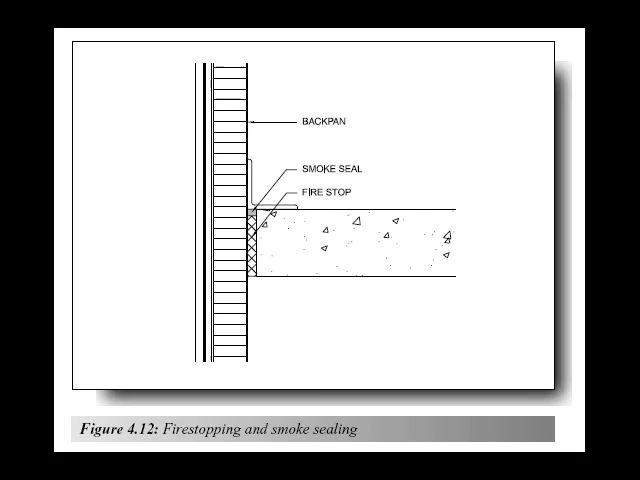 BACKPAN
SMOKE SEAL
FIRE STOP
Figure 4.12: Firestopping and smoke sealing